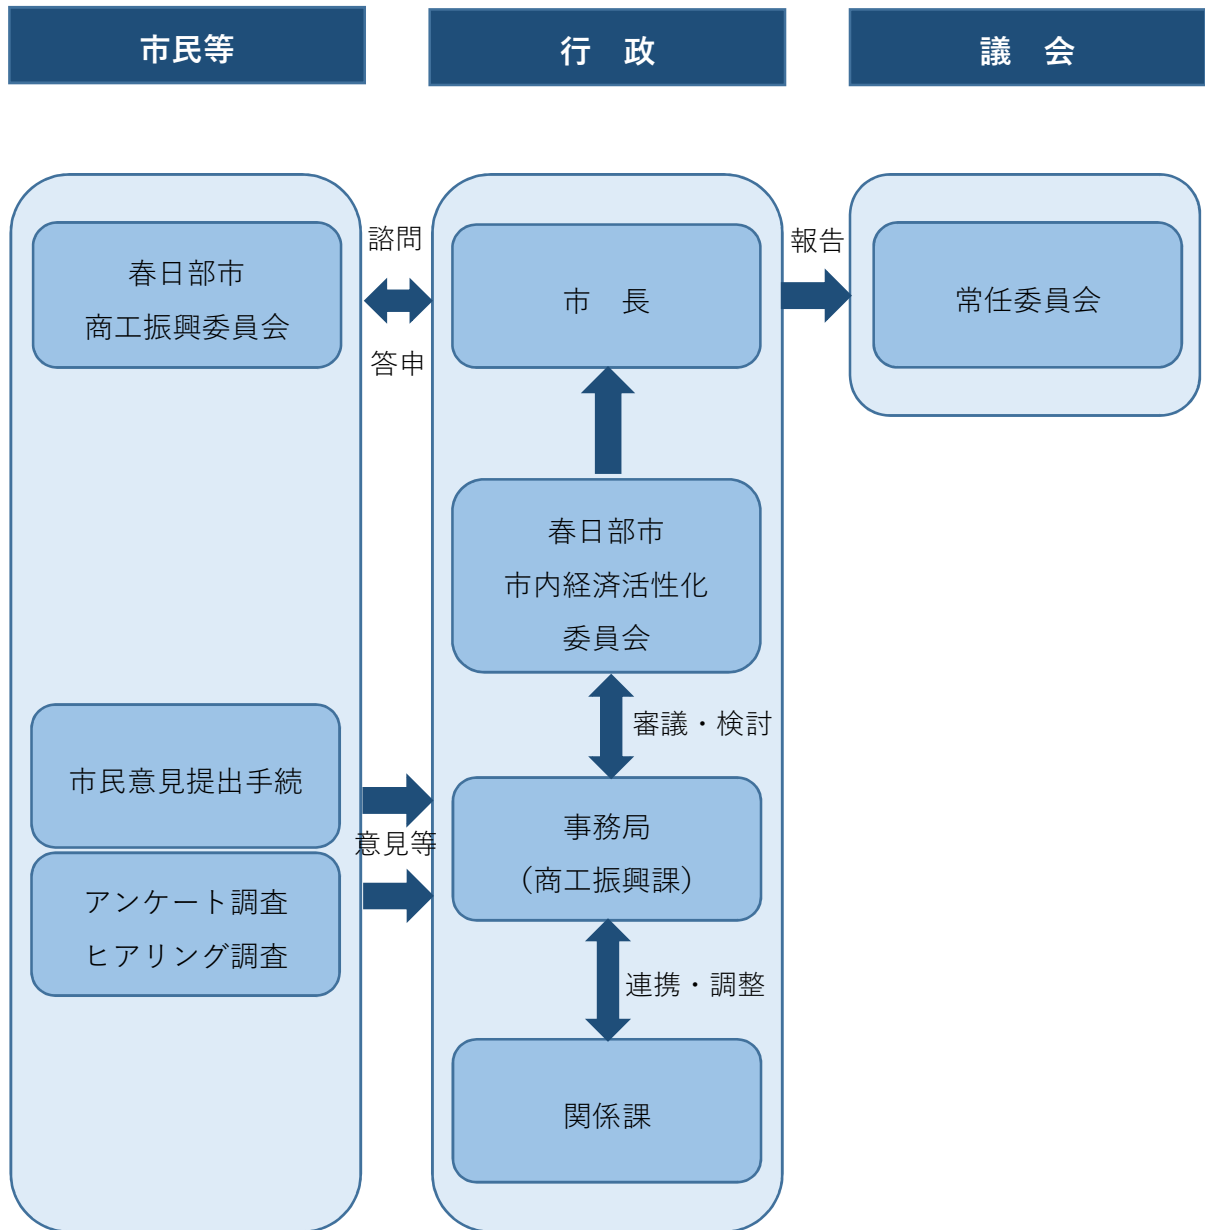 市民等
行　政
議　会
春日部市
商工振興委員会
諮問
答申
市　長
報告
常任委員会
春日部市
市内経済活性化
委員会
審議・検討
市民意見提出手続
意見等
アンケート調査
ヒアリング調査
事務局
（商工振興課）
連携・調整
関係課